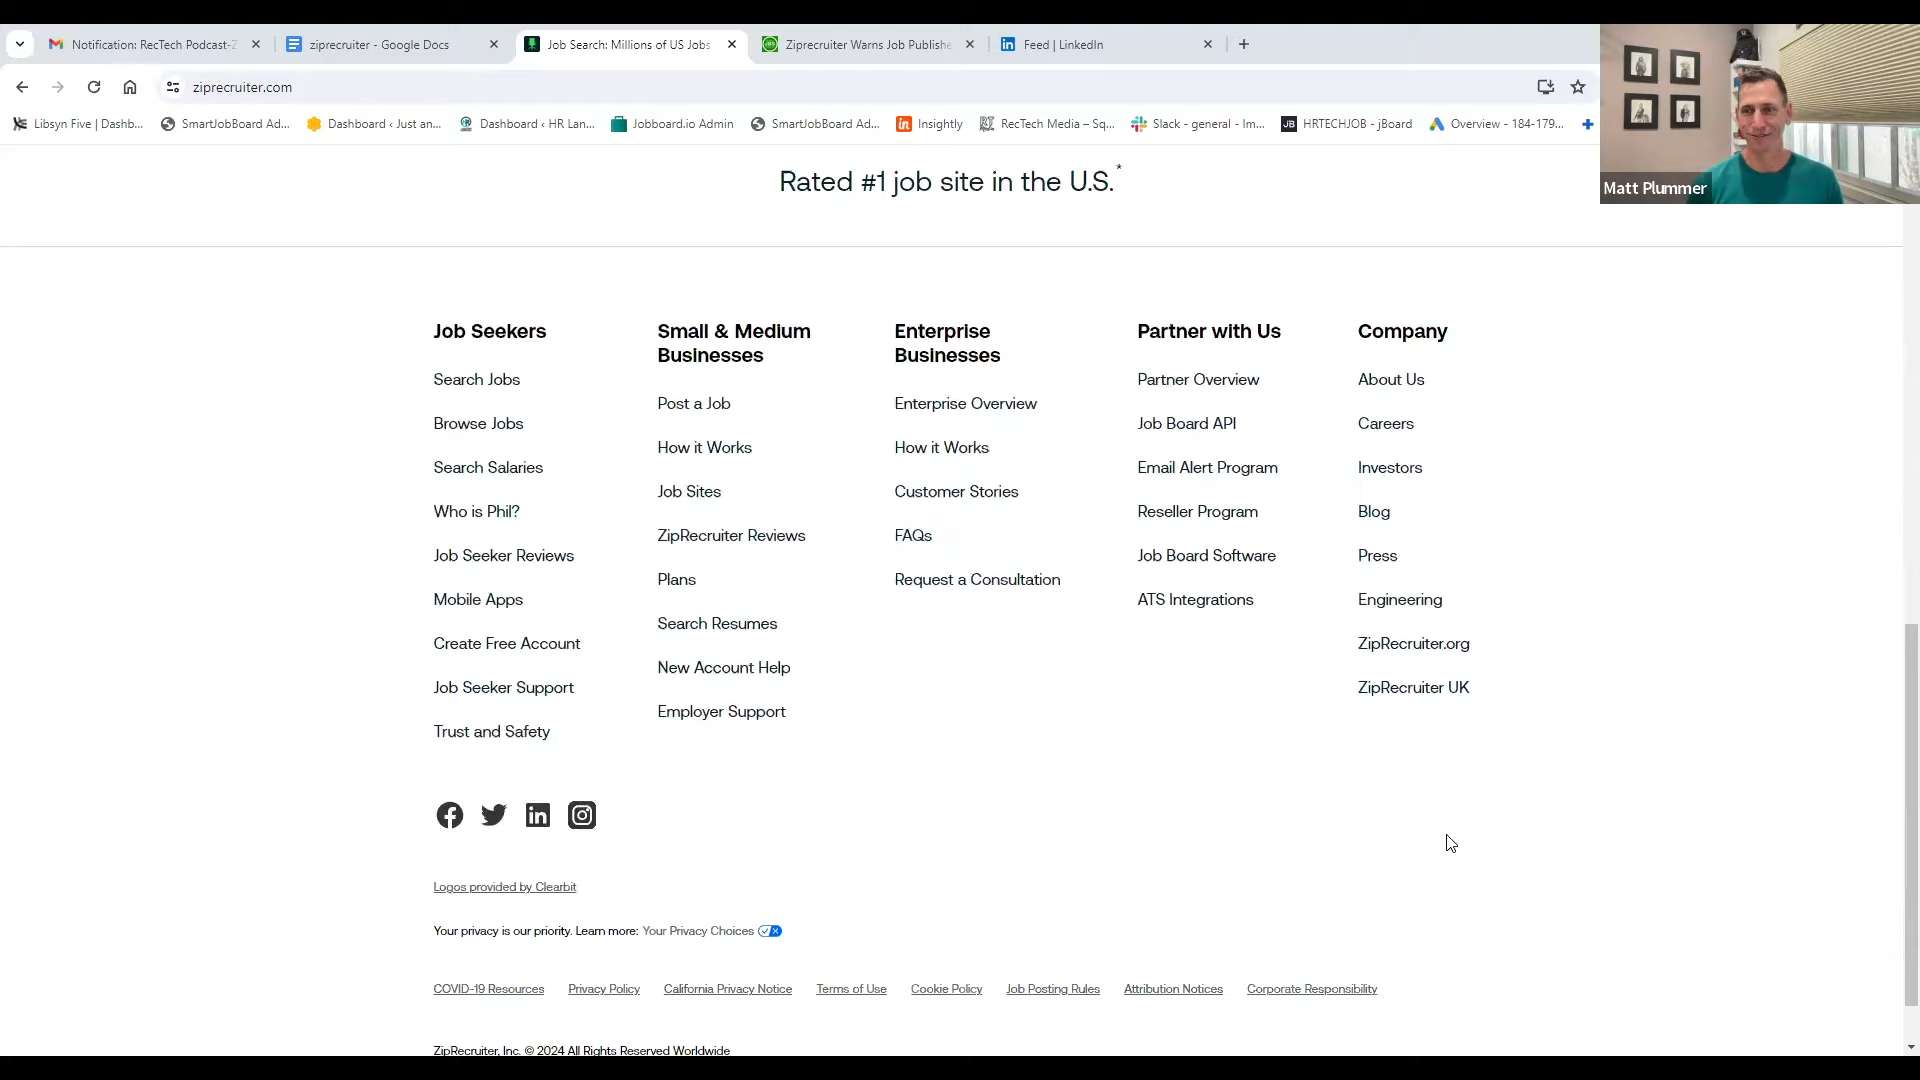 Notification: RecTech Podcast-Z
ziprecruiter - Google Docs
Job Search: Millions of US Jobs
Ziprecruiter Warns Job Publishe
Feed | LinkedIn
ziprecruiter.com
Libsyn Five | Dashb...
SmartJobBoard Ad...
Dashboard ‹ Just an...
Dashboard ‹ HR Lan...
Jobboard.io Admin
SmartJobBoard Ad...
Insightly
RecTech Media – Sq...
Slack - general - Im...
JB HRTECHJOB - jBoard
Overview - 184-179...
Matt Plummer
Rated #1 job site in the U.S.*
Job Seekers
Search Jobs
Browse Jobs
Search Salaries
Who is Phil?
Job Seeker Reviews
Mobile Apps
Create Free Account
Job Seeker Support
Trust and Safety
Small & Medium
Businesses
Post a Job
How it Works
Job Sites
ZipRecruiter Reviews
Plans
Search Resumes
New Account Help
Employer Support
Enterprise
Businesses
Enterprise Overview
How it Works
Customer Stories
FAQs
Request a Consultation
Partner with Us
Partner Overview
Job Board API
Email Alert Program
Reseller Program
Job Board Software
ATS Integrations
Company
About Us
Careers
Investors
Blog
Press
Engineering
ZipRecruiter.org
ZipRecruiter UK
Logos provided by Clearbit
Your privacy is our priority. Learn more: Your Privacy Choices
COVID-19 Resources Privacy Policy California Privacy Notice Terms of Use Cookie Policy Job Posting Rules Attribution Notices Corporate Responsibility
ZipRecruiter, Inc. © 2024 All Rights Reserved Worldwide